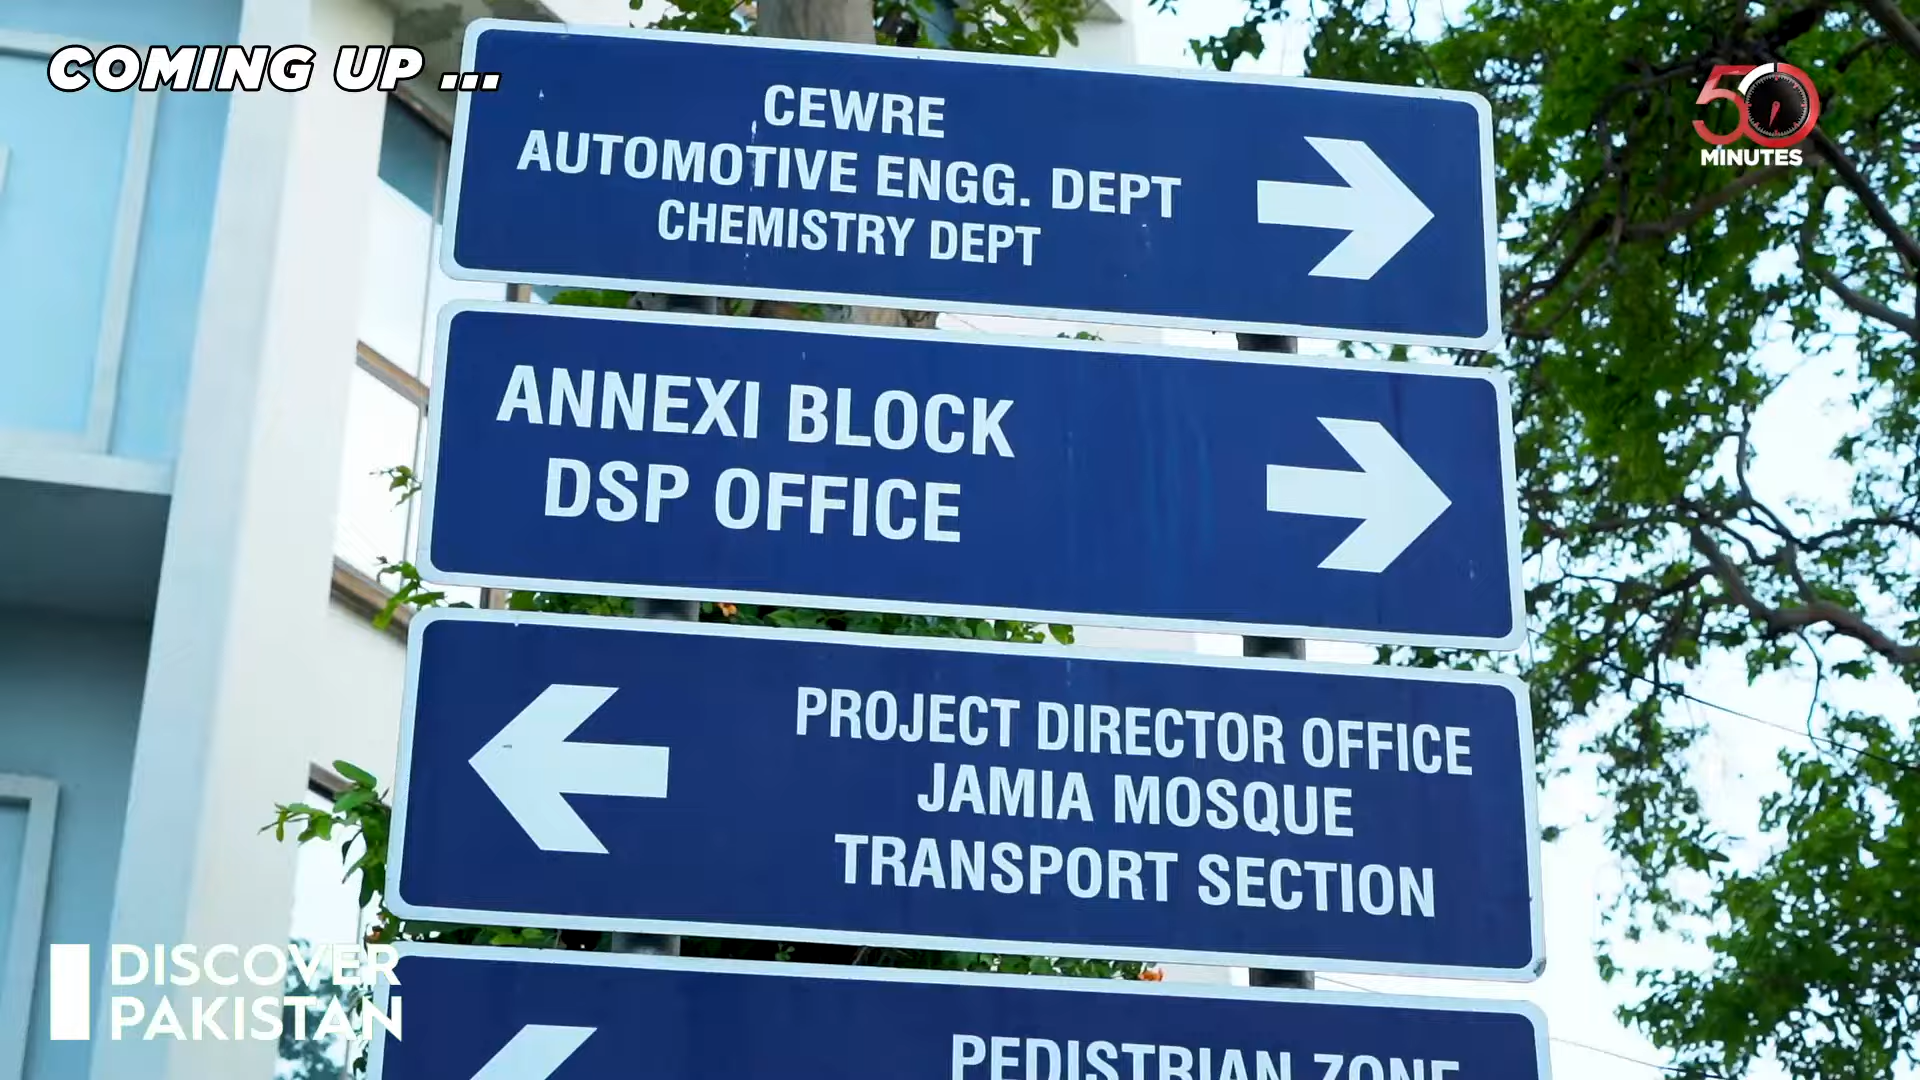 COMING UP ...
50
MINUTES
CEWRE
AUTOMOTIVE ENGG. DEPT
CHEMISTRY DEPT
ANNEXI BLOCK
DSP OFFICE
PROJECT DIRECTOR OFFICE
JAMIA MOSQUE
TRANSPORT SECTION
PEDISTRIAN ZONE
DISCOVER
PAKISTAN